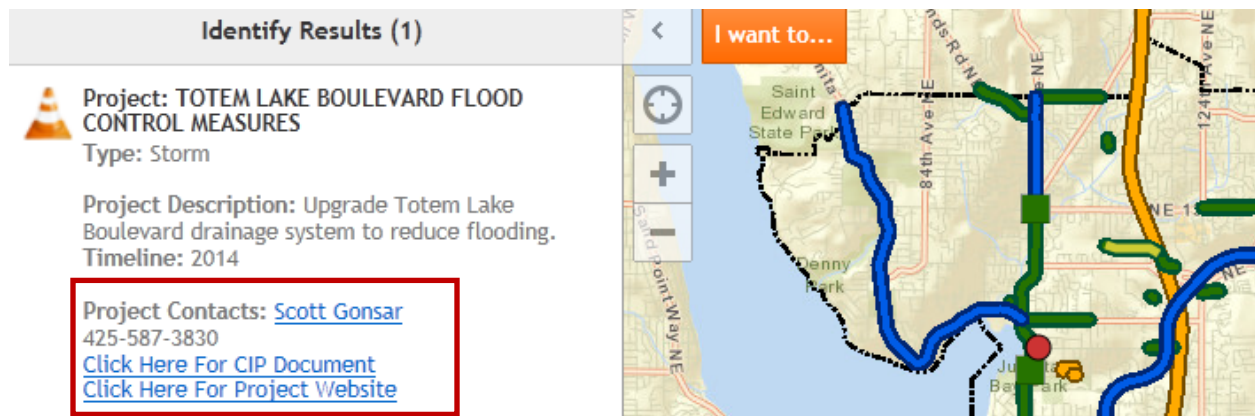 Identify Results (1)
Project: TOTEM LAKE BOULEVARD FLOOD
CONTROL MEASURES
Type: Storm
Project Description: Upgrade Totem Lake
Boulevard drainage system to reduce flooding.
Timeline: 2014
Project Contacts: Scott Gonsar
425-587-3830
Click Here For CIP Document
Click Here For Project Website
I want to...
Saint
Edward
State Park
84th Ave NE
124th Ave NE
Denny
Park
Sand Point Way NE
Bay Park